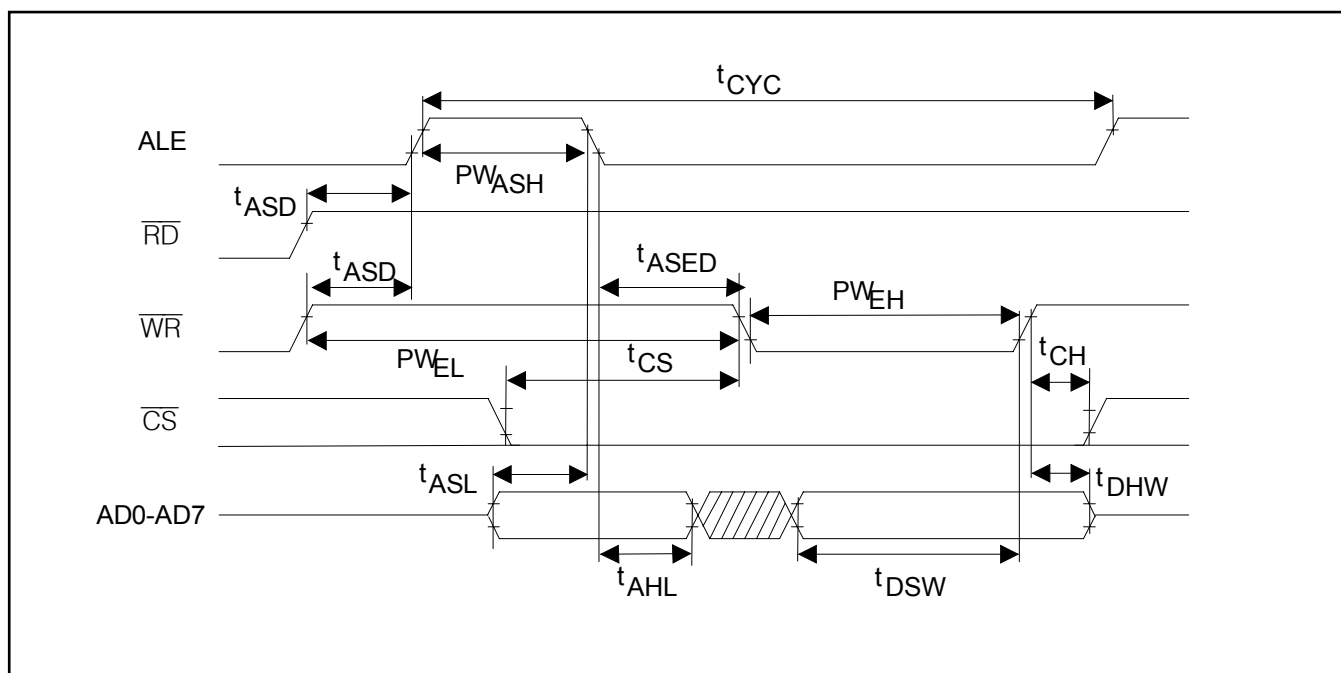 tCYC
ALE
PWASH
tASD
RD
tASD
tASED
PWEH
WR
PWEL
tCS
tCH
CS
tASL
tDHW
AD0-AD7
tAHL
tDSW